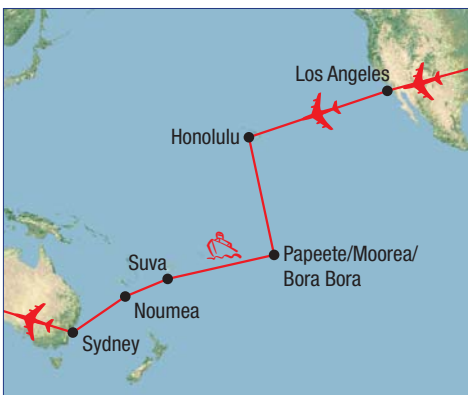 Los Angeles
Honolulu
Papeete/Moorea/
Bora Bora
Suva
Noumea
Sydney